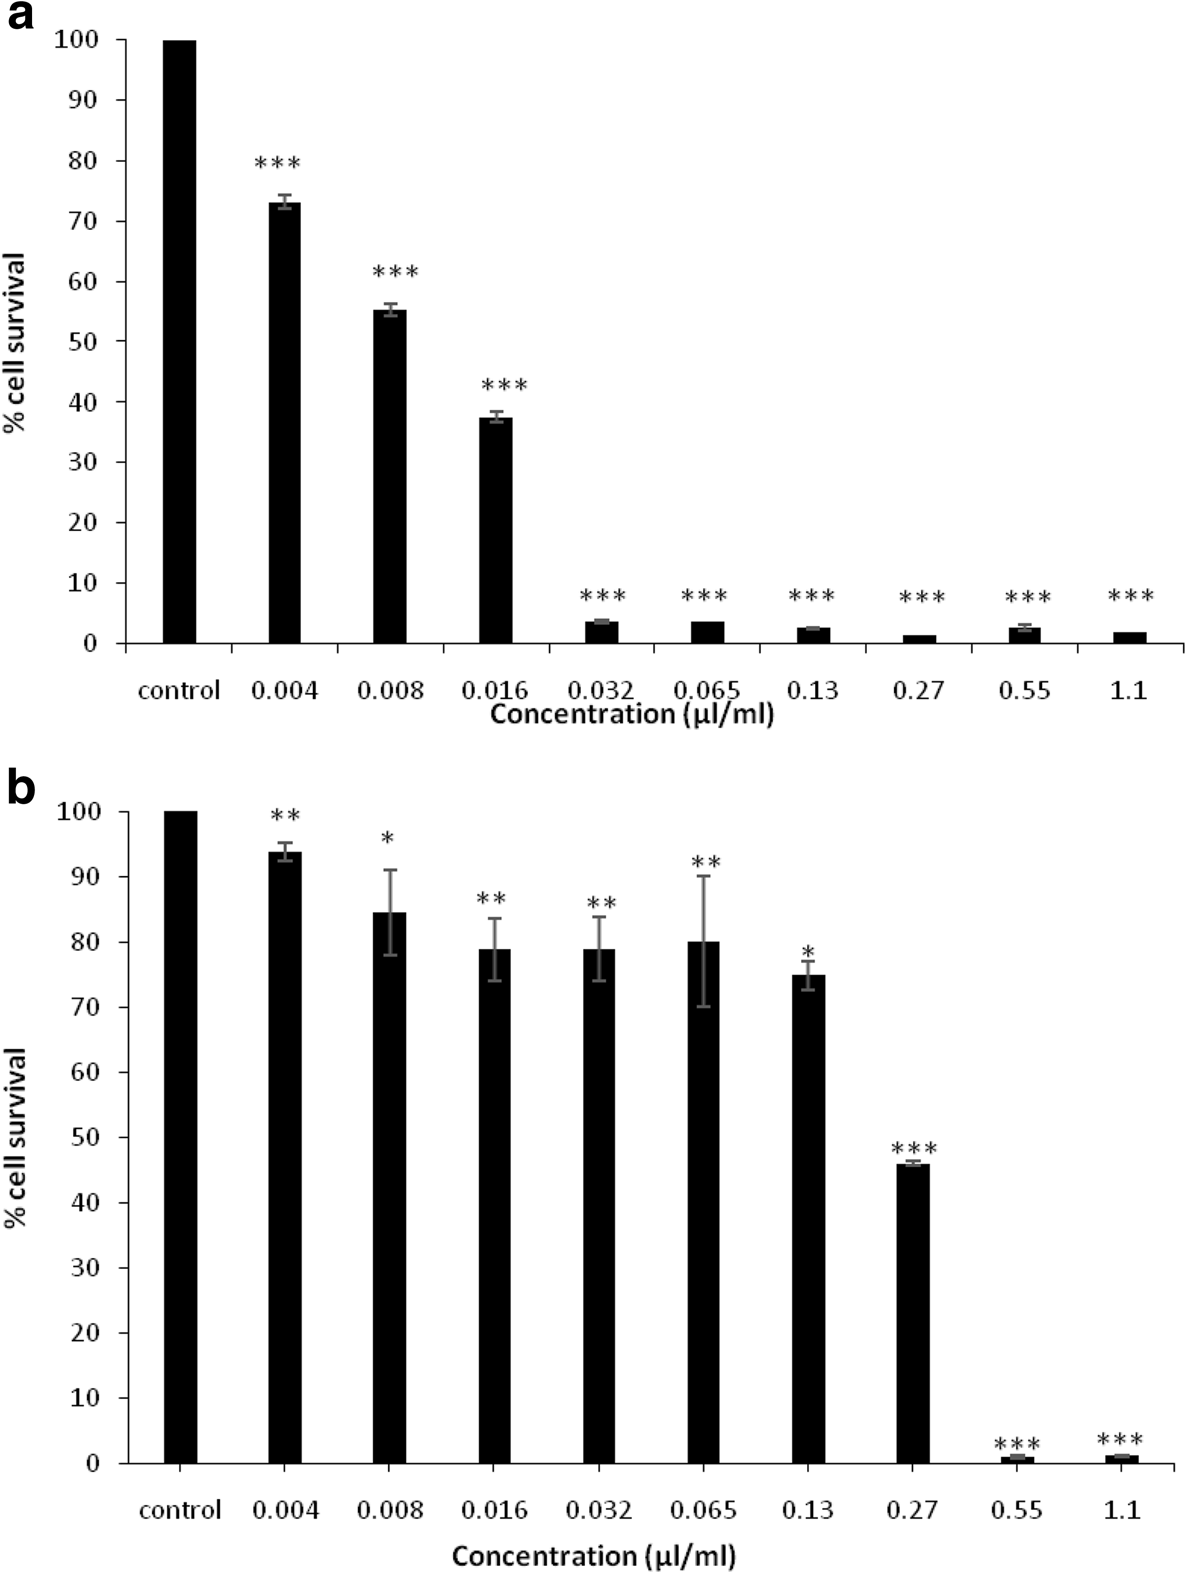 a
100
90
80
70
60
50
40
30
20
10
0
% cell survival
***
***
***
*** *** *** *** *** ***
control 0.004 0.008 0.016 0.032 0.065 0.13 0.27 0.55 1.1
Concentration (µl/ml)
b
100
90
80
70
60
50
40
30
20
10
0
% cell survival
** * ** ** ** *
***
*** ***
control 0.004 0.008 0.016 0.032 0.065 0.13 0.27 0.55 1.1
Concentration (µl/ml)